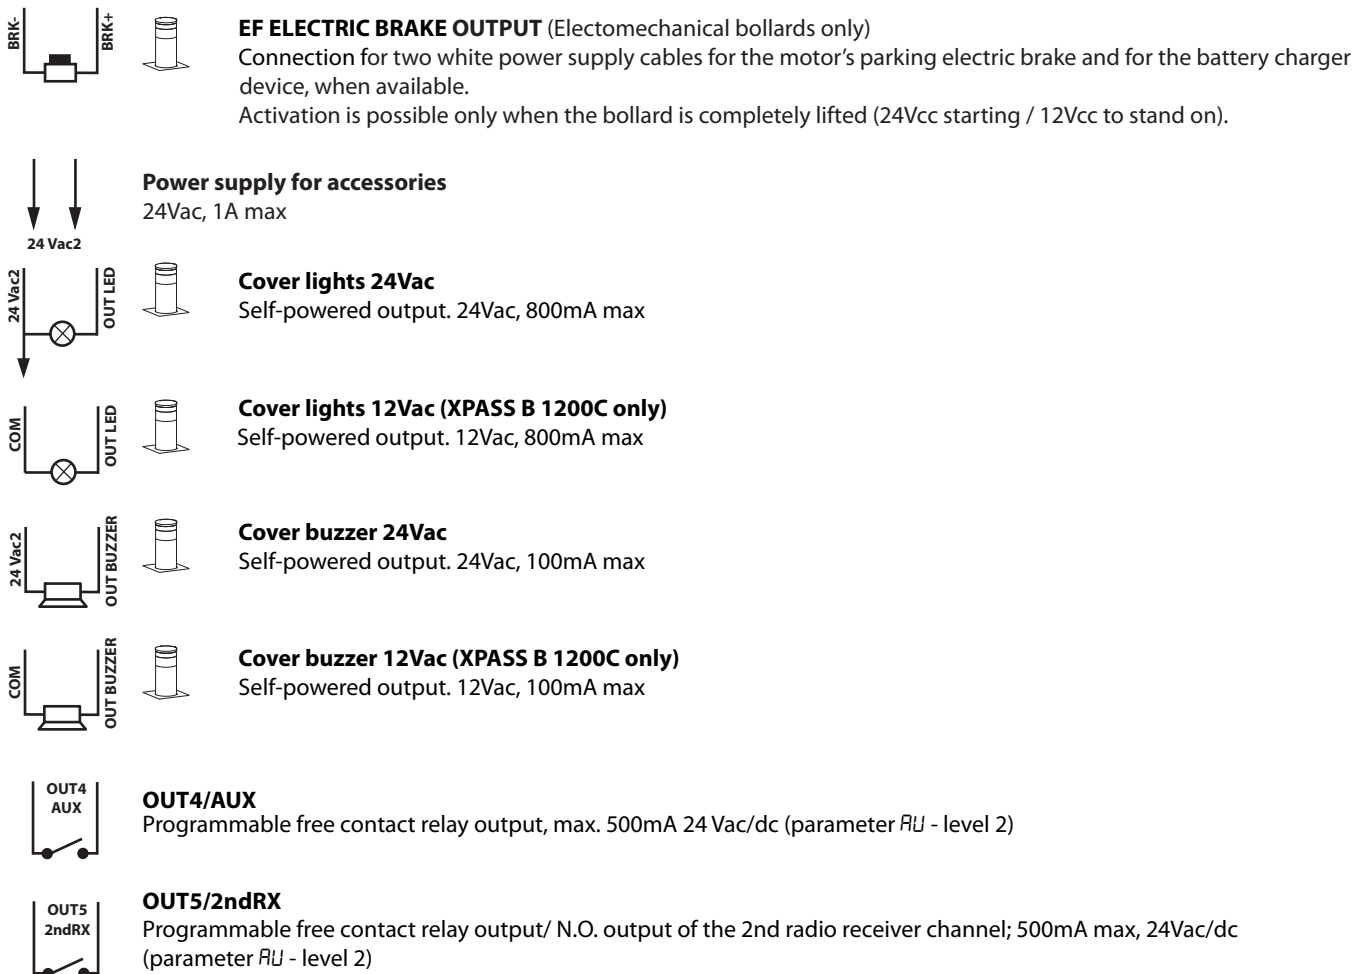 BRK-
BRK+
EF ELECTRIC BRAKE OUTPUT (Electomechanical bollards only)
Connection for two white power supply cables for the motor's parking electric brake and for the battery charger
device, when available.
Activation is possible only when the bollard is completely lifted (24Vcc starting / 12Vcc to stand on).
24 Vac2
Power supply for accessories
24Vac, 1A max
24 Vac2
OUT LED
Cover lights 24Vac
Self-powered output. 24Vac, 800mA max
COM
OUT LED
Cover lights 12Vac (XPASS B 1200C only)
Self-powered output. 12Vac, 800mA max
24 Vac2
OUT BUZZER
Cover buzzer 24Vac
Self-powered output. 24Vac, 100mA max
COM
OUT BUZZER
Cover buzzer 12Vac (XPASS B 1200C only)
Self-powered output. 12Vac, 100mA max
OUT4
AUX
OUT4/AUX
Programmable free contact relay output, max. 500mA 24 Vac/dc (parameter AU - level 2)
OUT5
2ndRX
OUT5/2ndRX
Programmable free contact relay output/ N.O. output of the 2nd radio receiver channel; 500mA max, 24Vac/dc
(parameter AU - level 2)